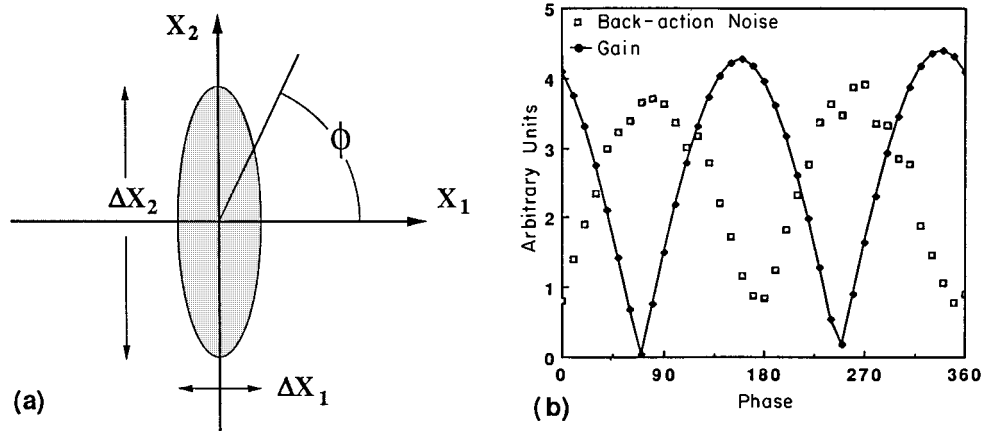 X₂
ϕ
X₁
ΔX₂
ΔX₁
(a)
Back-action Noise
Gain
Arbitrary Units
5
4
3
2
1
0
0 90 180 270 360
Phase
(b)